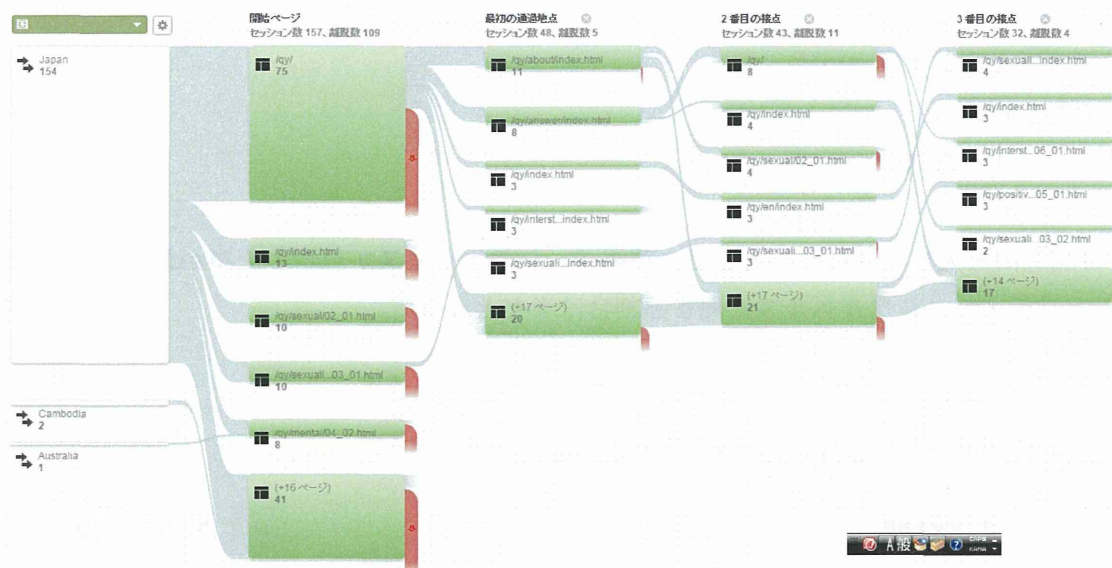 開始ページ
セッション数 157、離脱数 109
最初の通過地点
セッション数 48、離脱数 5
2 番目の接点
セッション数 43、離脱数 11
3 番目の接点
セッション数 32、離脱数 4
Japan
154
Cambodia
2
Australia
1
/qy/
75
/qy/index.html
13
/qy/sexual/02_01.html
10
/qy/sexuali...03_01.html
10
/qy/mental/04_02.html
8
(+16 ページ)
41
/qy/about/index.html
11
/qy/answer/index.html
8
/qy/index.html
3
/qy/interst...index.html
3
/qy/sexuali...index.html
3
(+17 ページ)
20
/qy/
8
/qy/index.html
4
/qy/sexual/02_01.html
4
/qy/en/index.html
3
/qy/sexuali...03_01.html
3
(+17 ページ)
21
/qy/sexuali...index.html
4
/qy/index.html
3
/qy/interst...06_01.html
3
/qy/positiv...05_01.html
3
/qy/sexuali...03_02.html
2
(+14 ページ)
17
A 般
CAPS
KANA